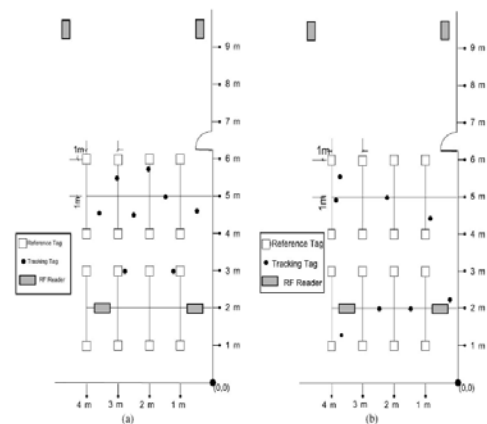 9 m
8 m
7 m
6 m
5 m
4 m
3 m
2 m
1 m
(0,0)
1m
1m
Reference Tag
Tracking Tag
RF Reader
4 m 3 m 2 m 1 m
(a)
9 m
8 m
7 m
6 m
5 m
4 m
3 m
2 m
1 m
(0,0)
1m
1m
Reference Tag
Tracking Tag
RF Reader
4 m 3 m 2 m 1 m
(b)